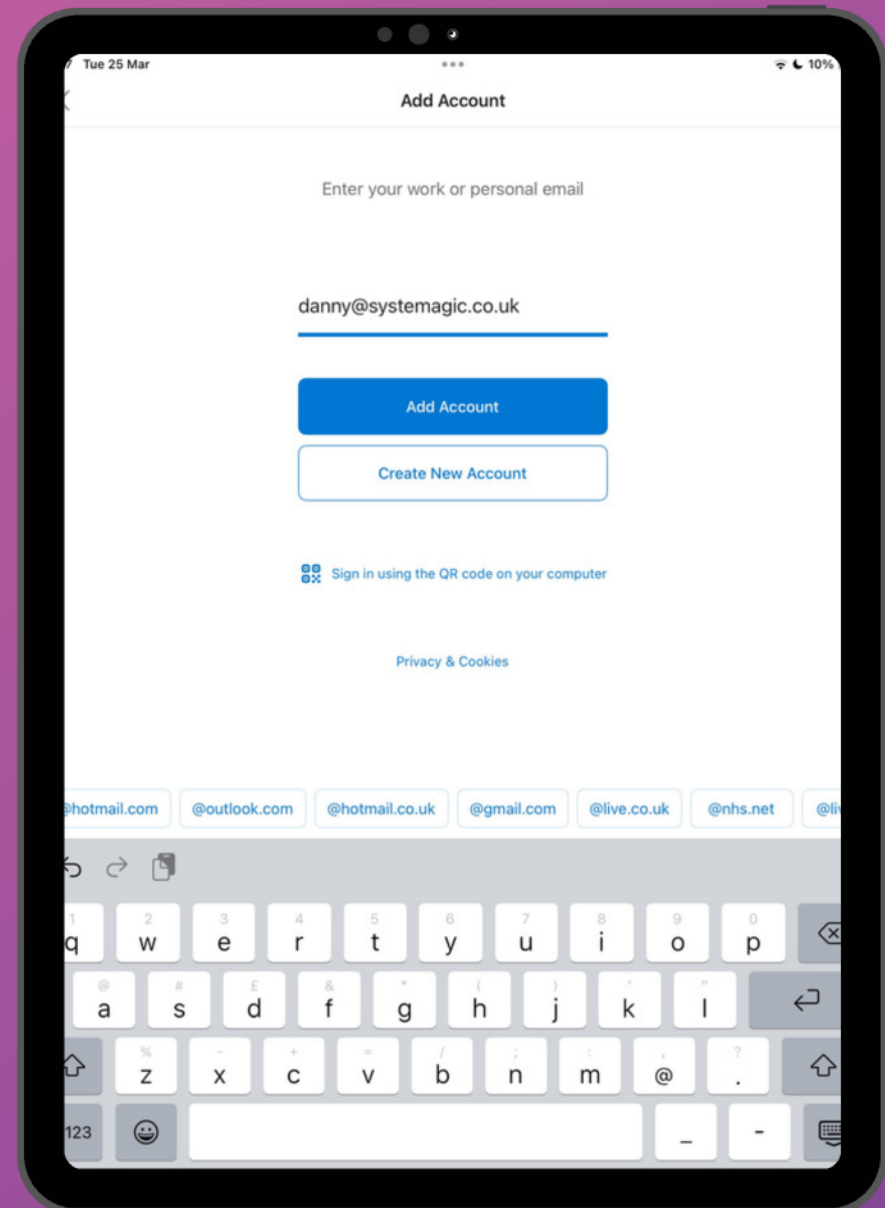 Tue 25 Mar 10%
Add Account
Enter your work or personal email
danny@systemagic.co.uk
Add Account
Create New Account
Sign in using the QR code on your computer
Privacy & Cookies
@hotmail.com @outlook.com @hotmail.co.uk @gmail.com @live.co.uk @nhs.net @liv
1 2 3 4 5 6 7 8 9 0
q w e r t y u i o p
@ # £ & * ( ) ' "
a s d f g h j k l
% - + = / ; : , ?
z x c v b n m @ .
123 _ -